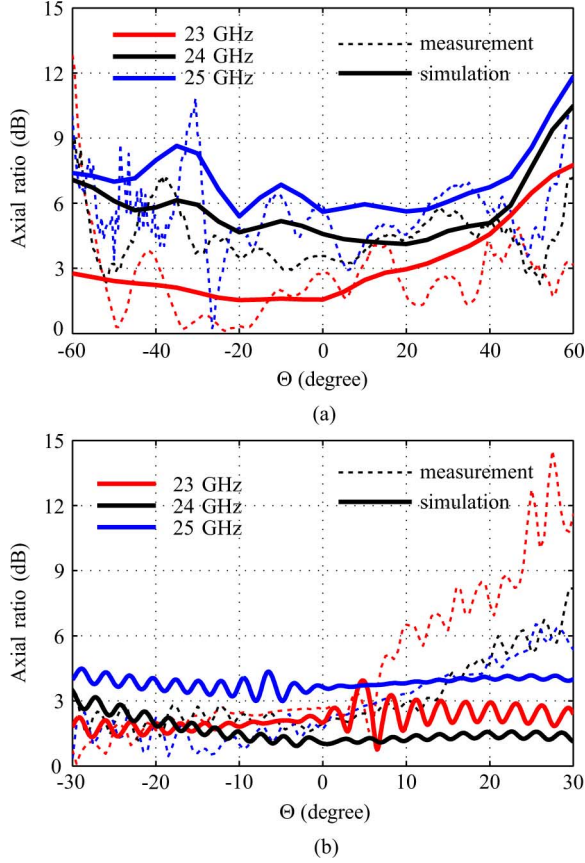 15
12
9
6
3
0
Axial ratio (dB)
23 GHz
24 GHz
25 GHz
measurement
simulation
-60 -40 -20 0 20 40 60
Θ (degree)
(a)
15
12
9
6
3
0
Axial ratio (dB)
23 GHz
24 GHz
25 GHz
measurement
simulation
-30 -20 -10 0 10 20 30
Θ (degree)
(b)